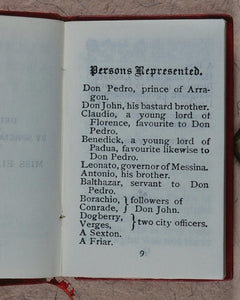 Persons Represented.
Don Pedro, prince of Arra-
gon.
Don John, his bastard brother.
Claudio, a young lord of
Florence, favourite to Don
Pedro.
Benedick, a young lord of
Padua, favourite likewise to
Don Pedro.
Leonato, governor of Messina.
Antonio, his brother.
Balthazar, servant to Don
Pedro.
Borachio, } followers of
Conrade, } Don John.
Dogberry, } two city officers.
Verges,
A Sexton.
A Friar.
9
MISS EL